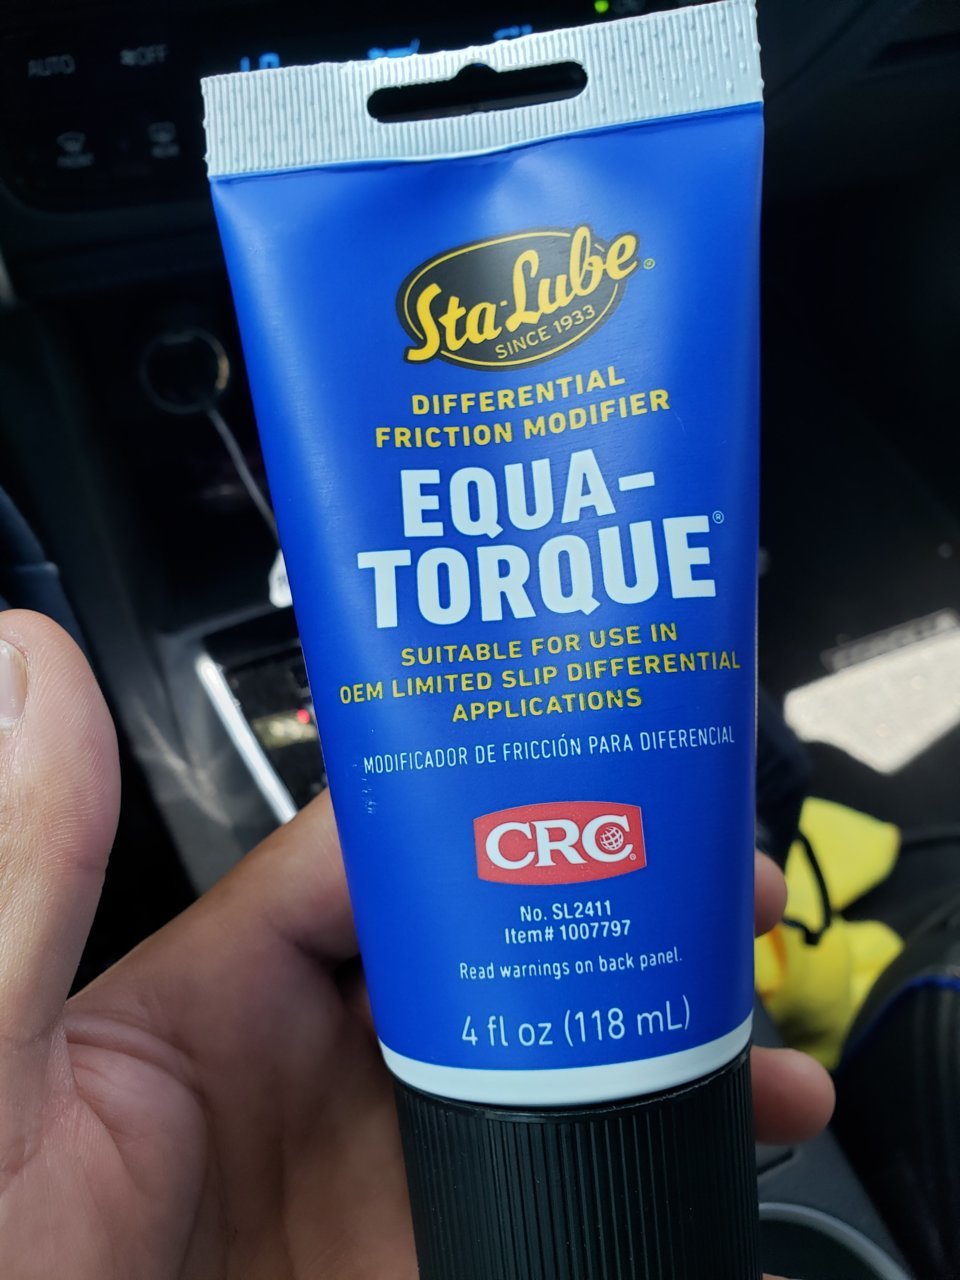 AUTO
OFF
Sta-Lube®
SINCE 1933
DIFFERENTIAL
FRICTION MODIFIER
EQUA-
TORQUE®
SUITABLE FOR USE IN
OEM LIMITED SLIP DIFFERENTIAL
APPLICATIONS
MODIFICADOR DE FRICCIÓN PARA DIFERENCIAL
CRC®
No. SL2411
Item# 1007797
Read warnings on back panel.
4 fl oz (118 mL)